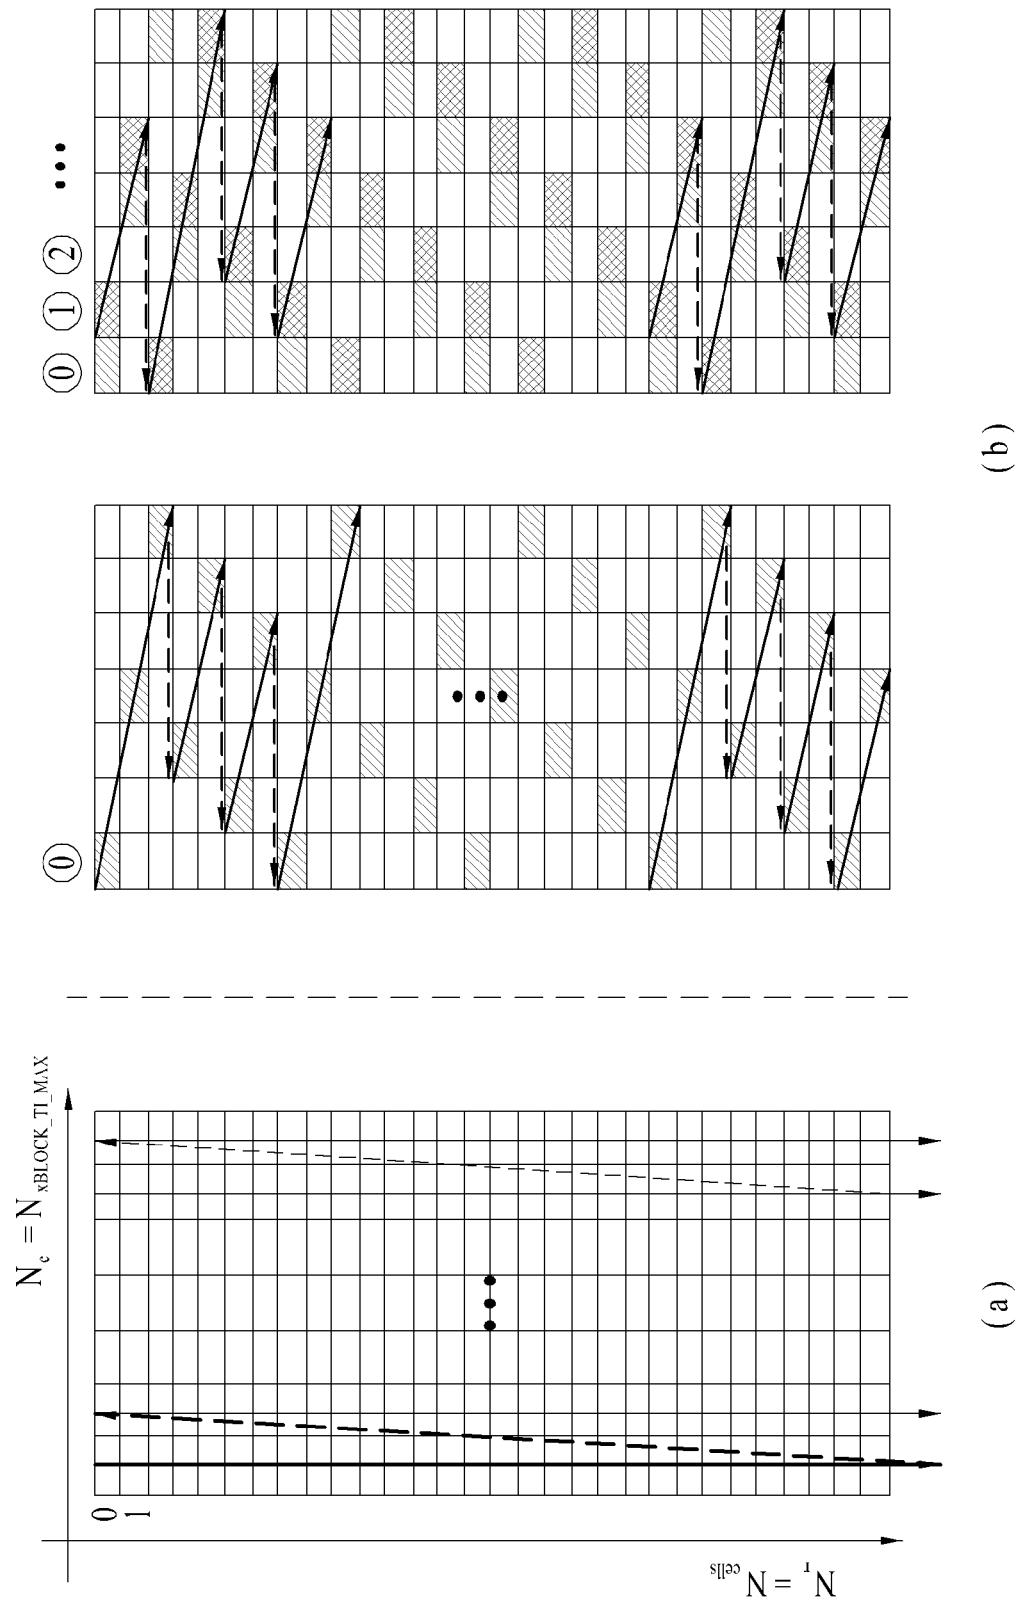 N_c = N_xBLOCK_TI_MAX
0
1
N_r = N_cells
(a)
0
0
1
2
(b)